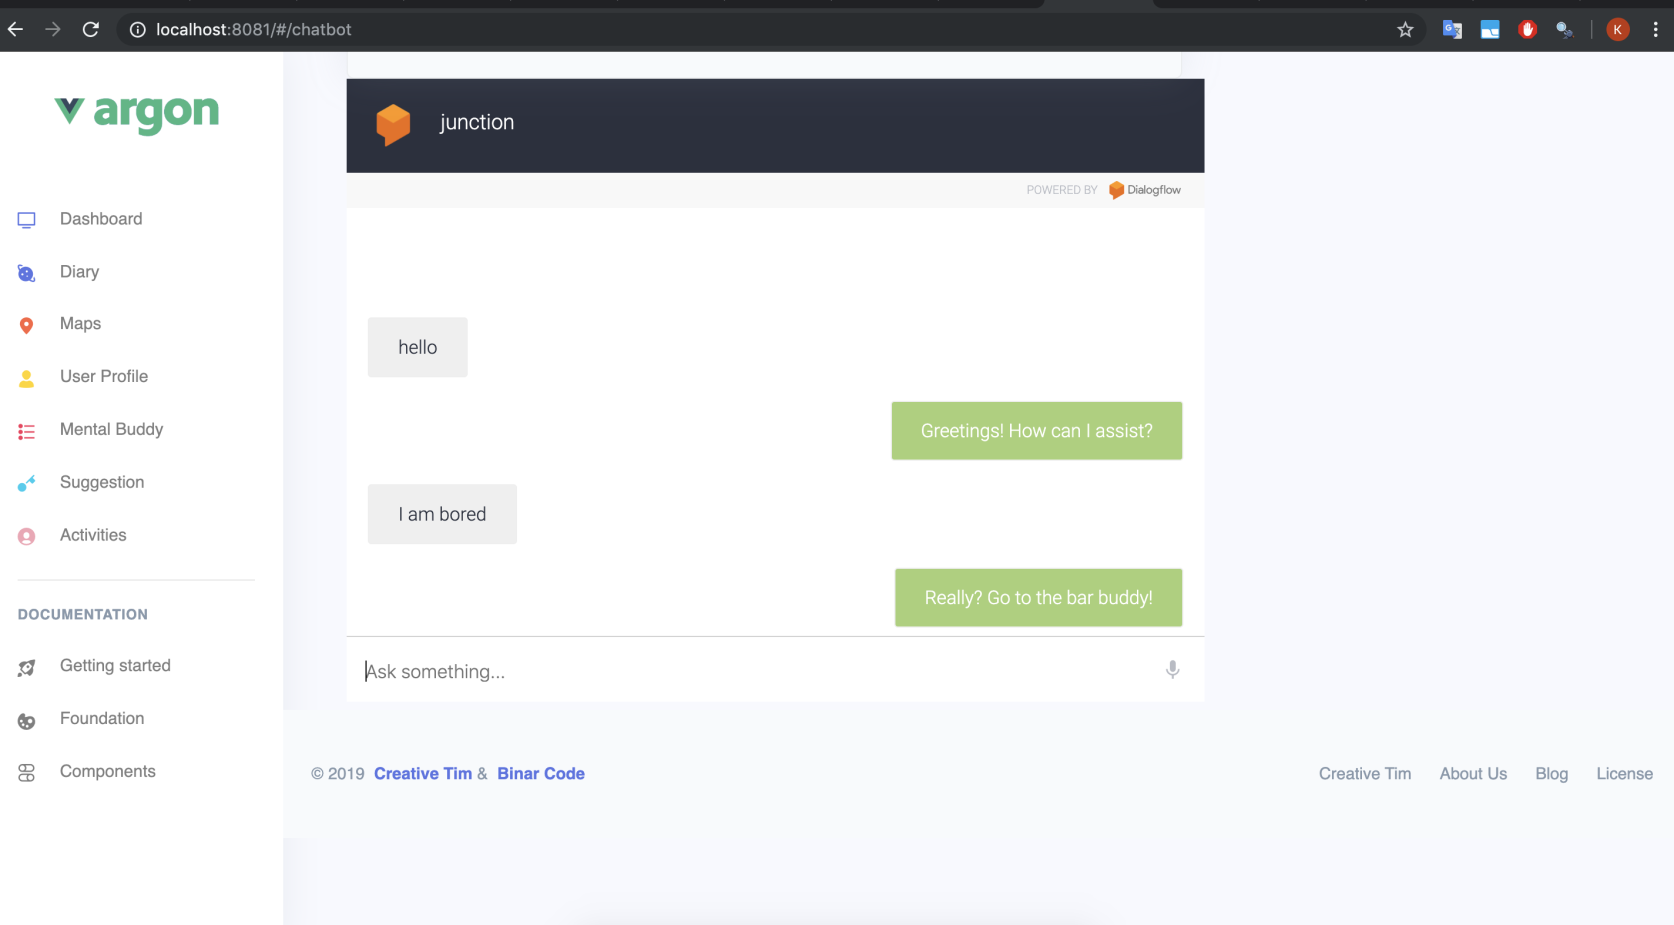 localhost:8081/#/chatbot
K
argon
Dashboard
Diary
Maps
User Profile
Mental Buddy
Suggestion
Activities
DOCUMENTATION
Getting started
Foundation
Components
junction
POWERED BY Dialogflow
hello
Greetings! How can I assist?
I am bored
Really? Go to the bar buddy!
Ask something...
© 2019 Creative Tim & Binar Code
Creative Tim About Us Blog License